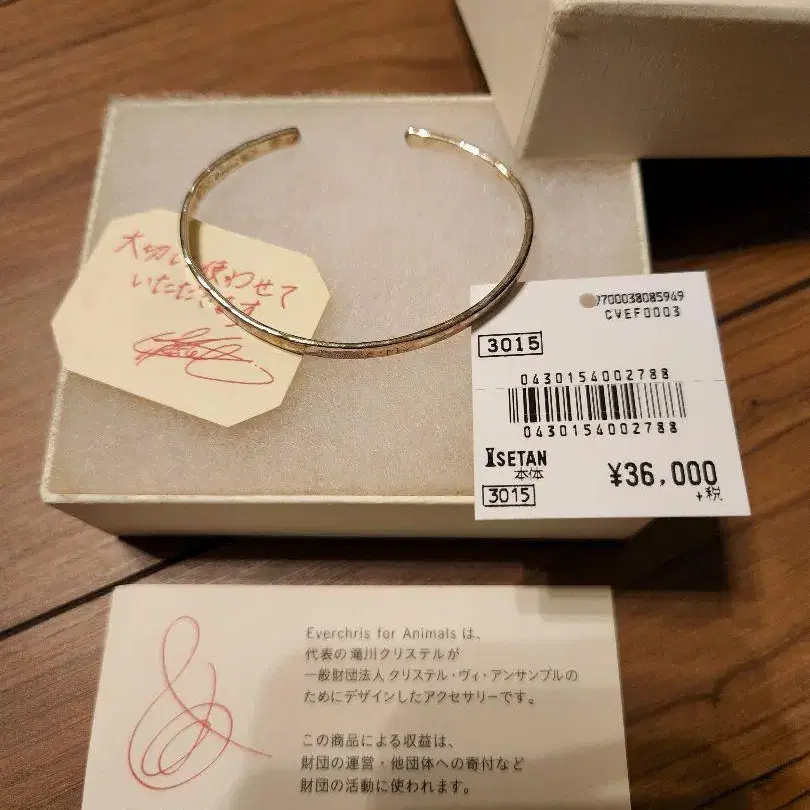 大切に使わせて
いただきます
7700038085949
CVEF0003
3015
0430154002788
0430154002788
ISETAN
本体
¥36,000
3015
+税
Everchris for Animals は、
代表の滝川クリステルが
一般財団法人 クリステル・ヴィ・アンサンブルの
ためにデザインしたアクセサリーです。
この商品による収益は、
財団の運営・他団体への寄付など
財団の活動に使われます。